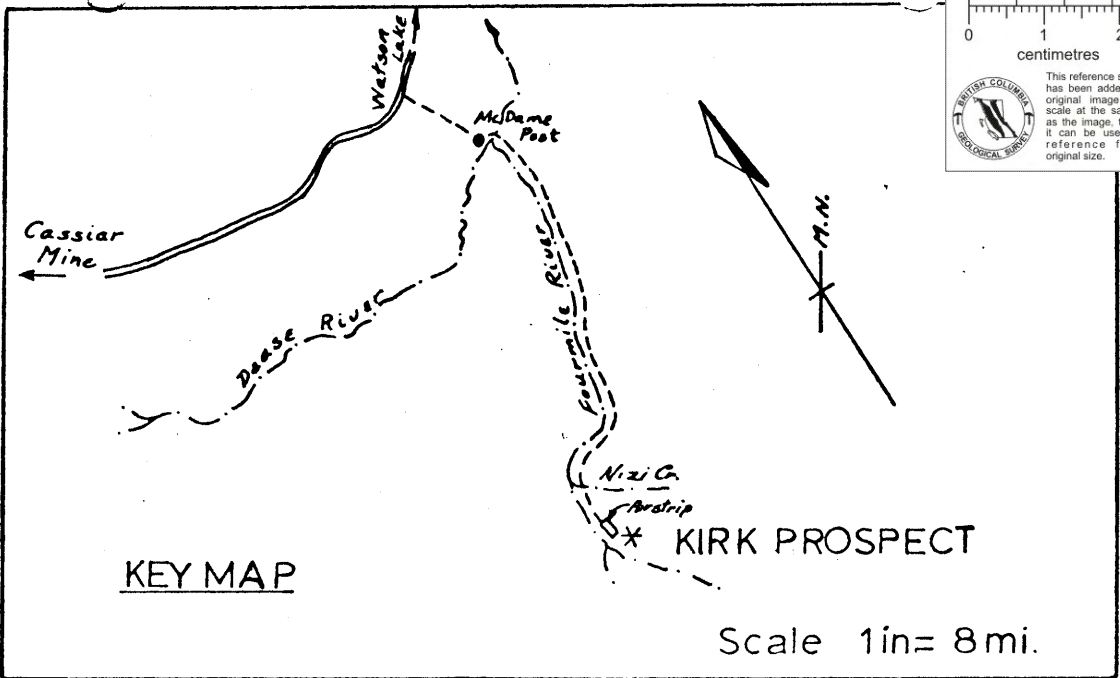 Watson
Lake
McDame
Post
Cassiar
Mine
Dease River
Fourmile River
Nizi Cr.
Airstrip
KIRK PROSPECT
KEY MAP
Scale 1in= 8mi.
M.N.
0 1 2
centimetres
BRITISH COLUMBIA
GEOLOGICAL SURVEY
This reference s
has been adde
original image
scale at the sa
as the image, t
it can be use
reference f
original size.